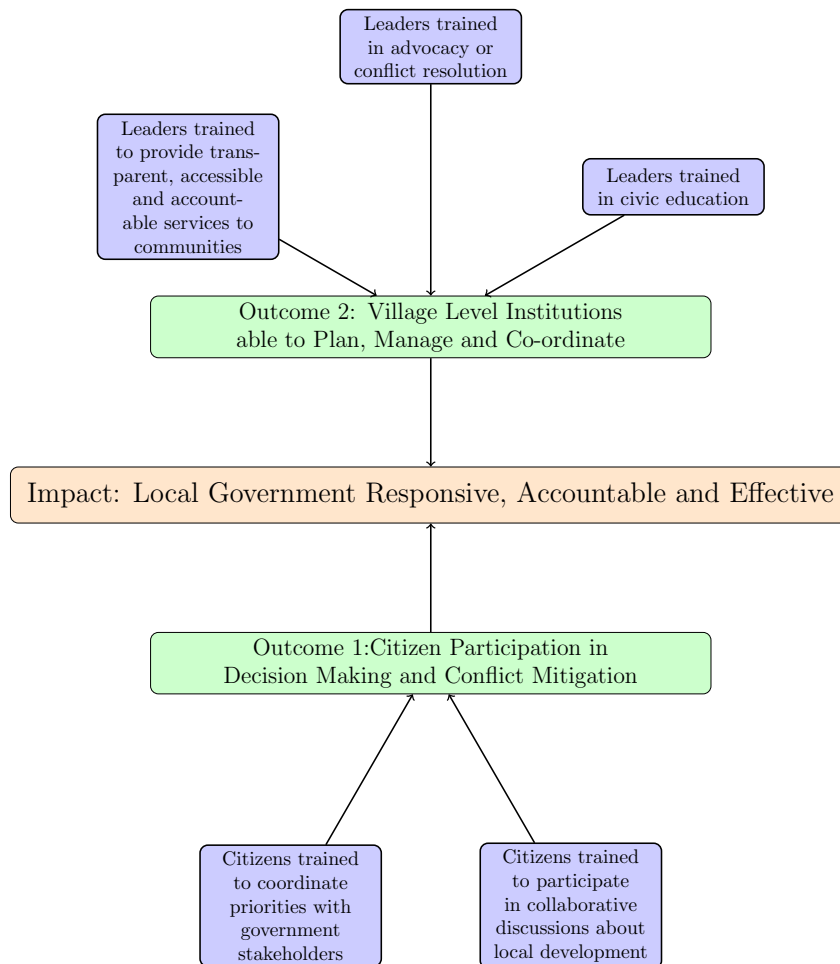 Leaders trained
in advocacy or
conflict resolution
Leaders trained
to provide trans-
parent, accessible
and account-
able services to
communities
Leaders trained
in civic education
Outcome 2: Village Level Institutions
able to Plan, Manage and Co-ordinate
Impact: Local Government Responsive, Accountable and Effective
Outcome 1:Citizen Participation in
Decision Making and Conflict Mitigation
Citizens trained
to coordinate
priorities with
government
stakeholders
Citizens trained
to participate
in collaborative
discussions about
local development